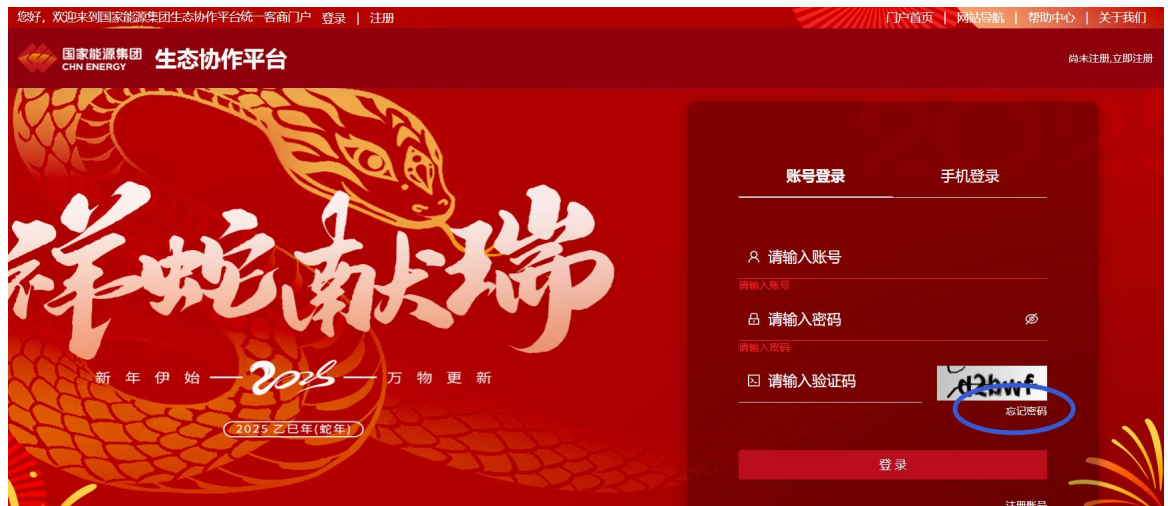 您好，欢迎来到国家能源集团生态协作平台统一客商门户 登录 | 注册
门户首页 | 网站导航 | 帮助中心 | 关于我们
国家能源集团
CHN ENERGY
生态协作平台
尚未注册,立即注册
祥蛇献瑞
新年伊始 2025 万物更新
2025 乙巳年(蛇年)
账号登录 手机登录
请输入账号
请输入账号
请输入密码
请输入密码
请输入验证码
忘记密码
登录
注册账号